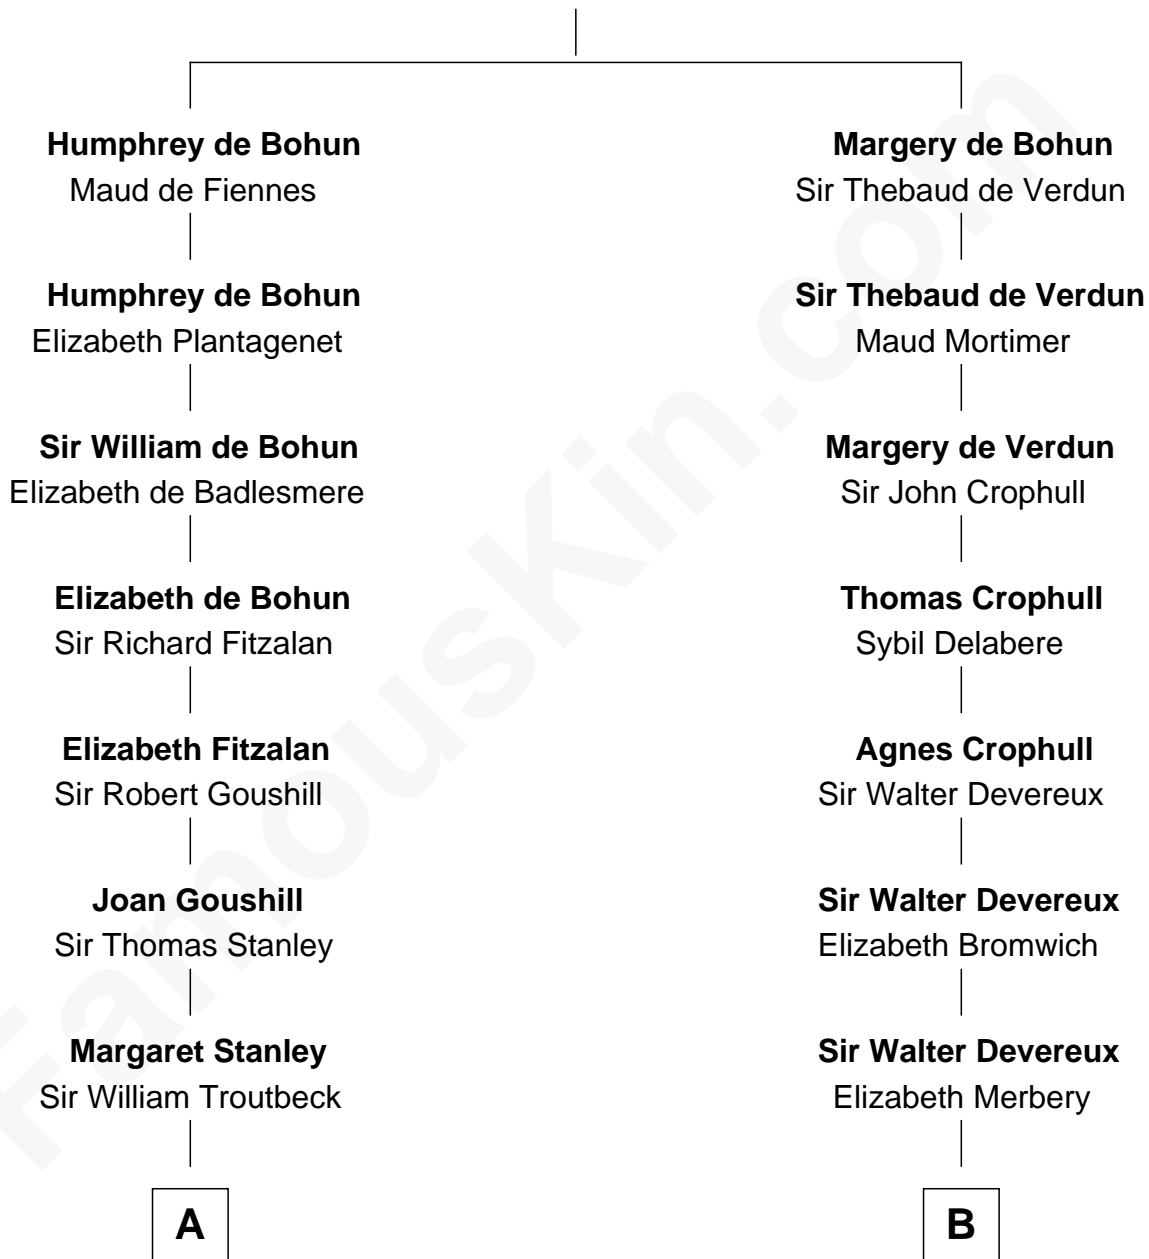 Humphrey de Bohun
Maud de Fiennes
Margery de Bohun
Sir Thebaud de Verdun
Humphrey de Bohun
Elizabeth Plantagenet
Sir Thebaud de Verdun
Maud Mortimer
Sir William de Bohun
Elizabeth de Badlesmere
Margery de Verdun
Sir John Crophull
Elizabeth de Bohun
Sir Richard Fitzalan
Thomas Crophull
Sybil Delabere
Elizabeth Fitzalan
Sir Robert Goushill
Agnes Crophull
Sir Walter Devereux
Joan Goushill
Sir Thomas Stanley
Sir Walter Devereux
Elizabeth Bromwich
Margaret Stanley
Sir William Troutbeck
Sir Walter Devereux
Elizabeth Merbery
A
B
FamousKin.com